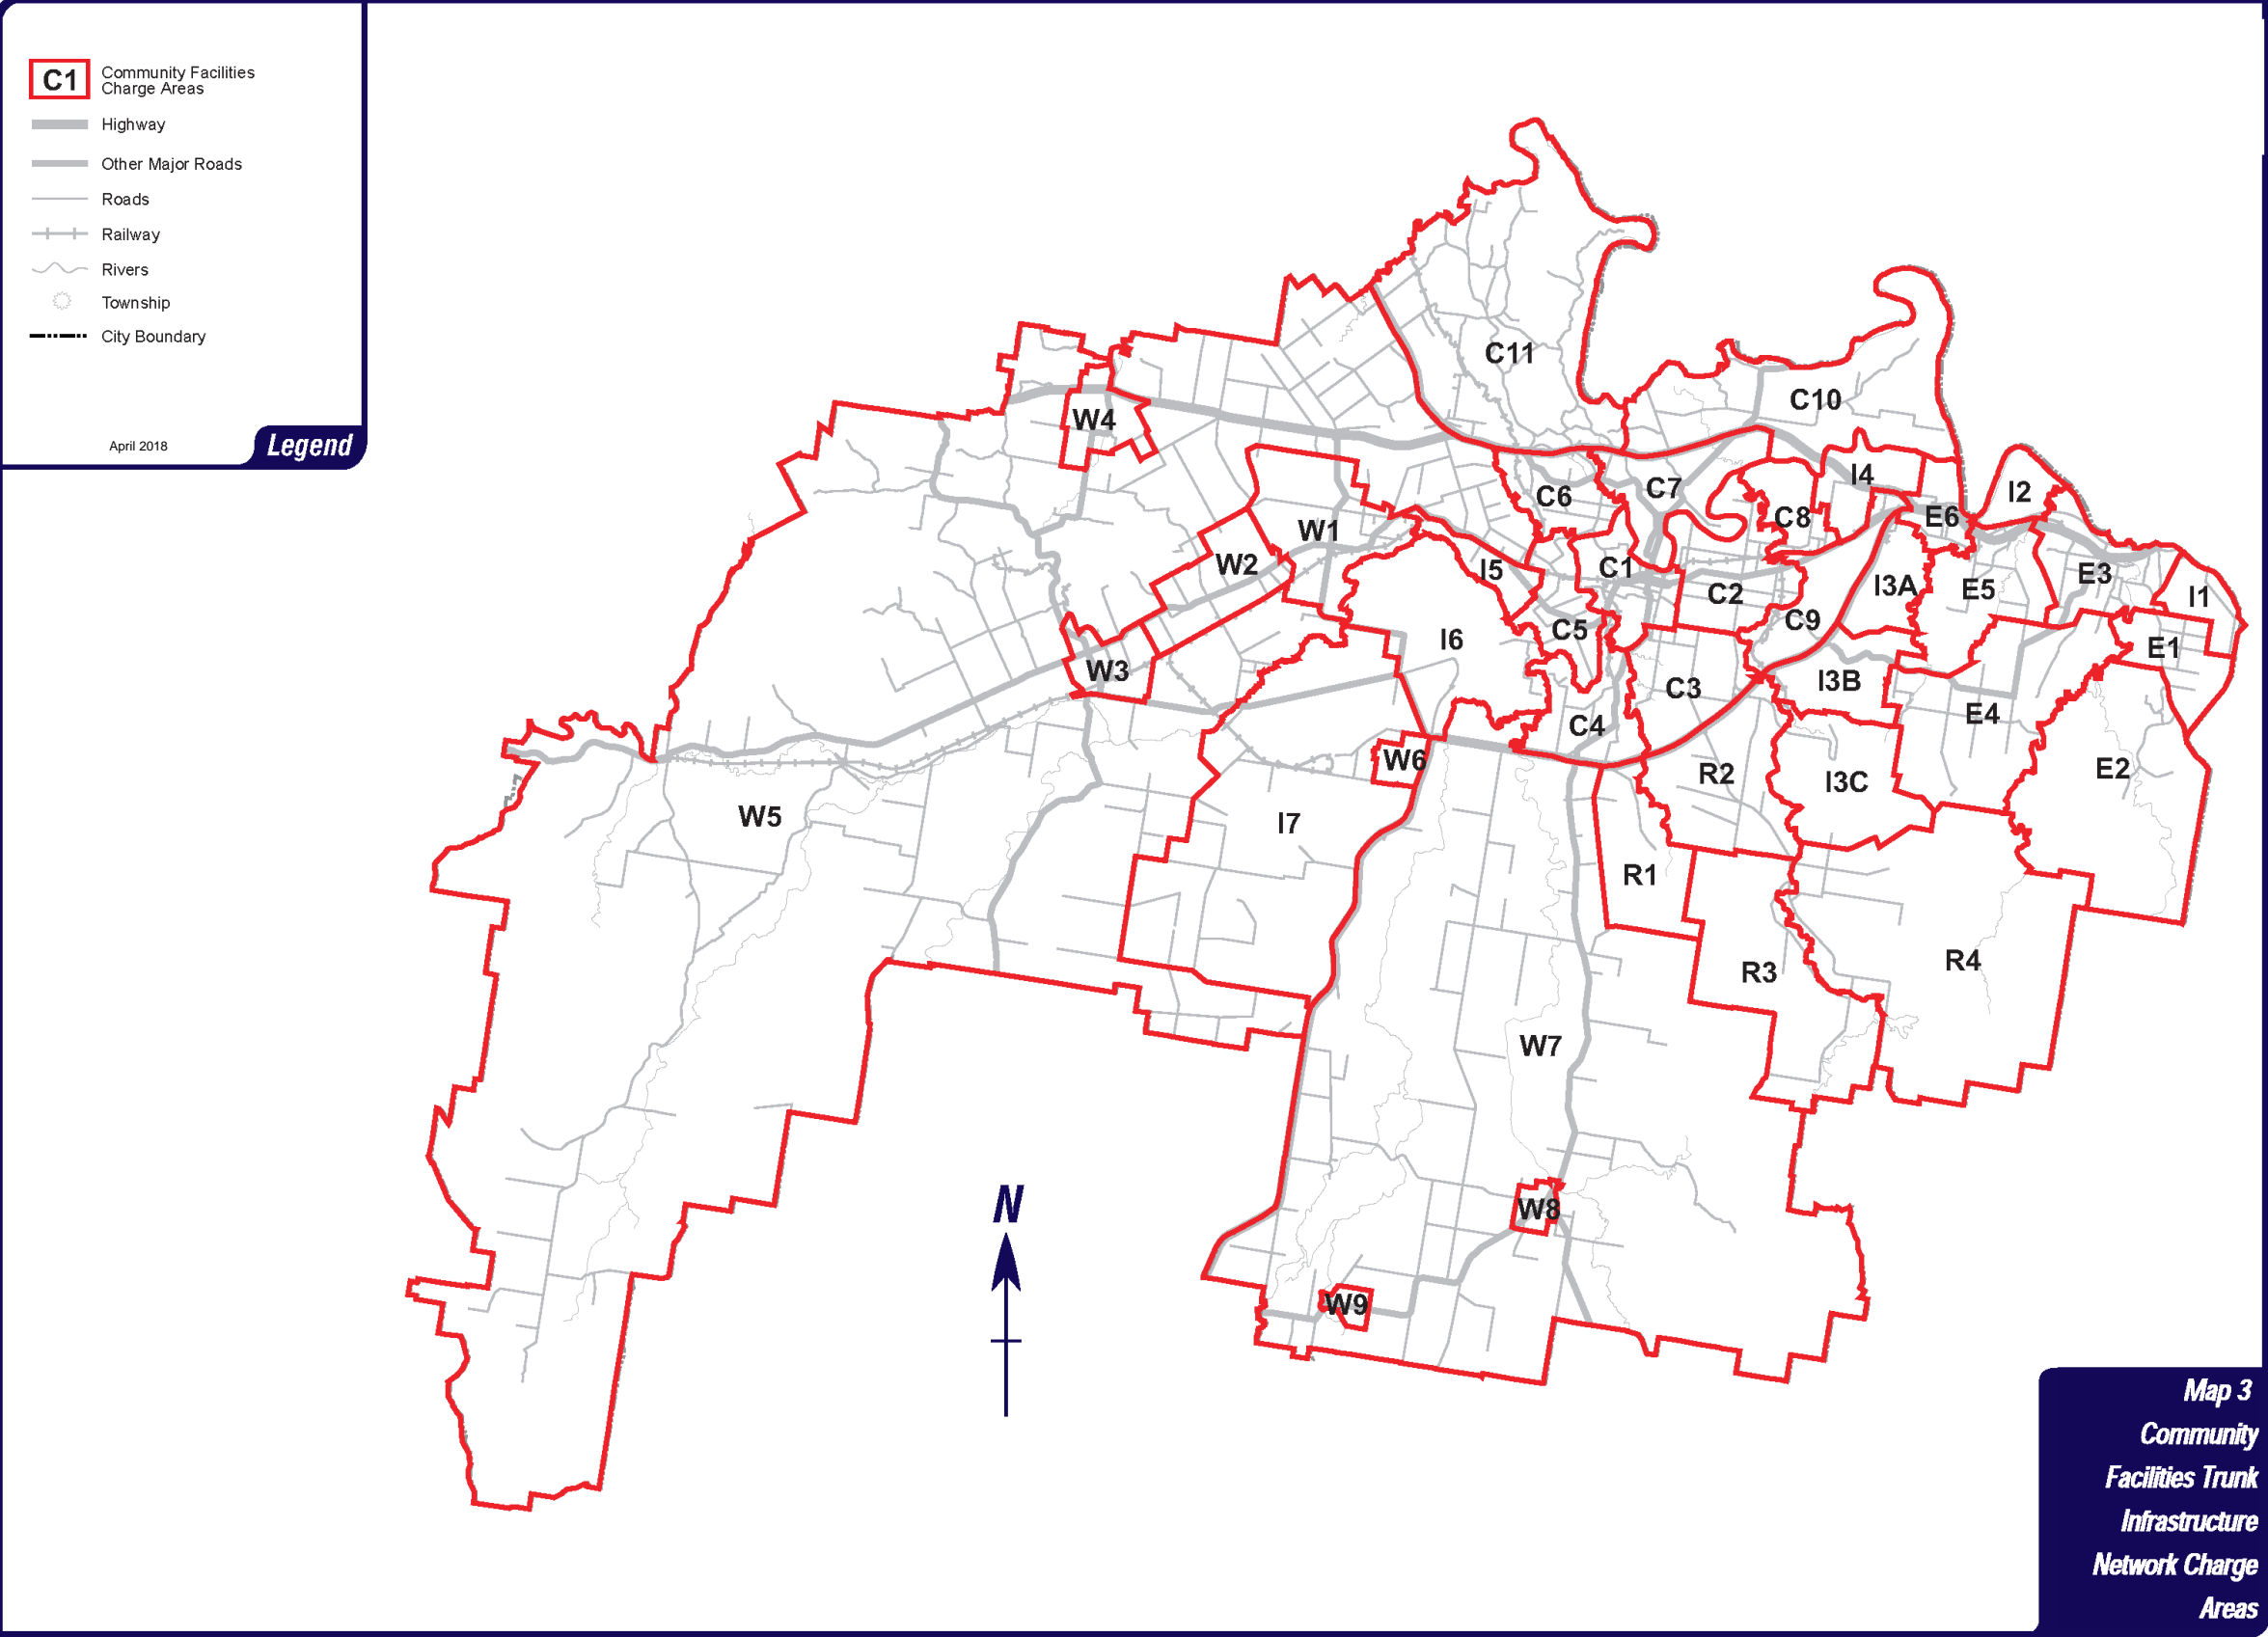 C1
Community Facilities
Charge Areas
Highway
Other Major Roads
Roads
Railway
Rivers
Township
City Boundary
April 2018
Legend
C11
C10
W4
I4
I2
C6
C7
C8
E6
W1
W2
I5
C1
C2
I3A
E5
E3
I1
C9
C5
I6
E1
W3
I3B
C3
E4
C4
W6
R2
I3C
E2
W5
I7
R1
R3
R4
W7
W8
N
W9
Map 3
Community
Facilities Trunk
Infrastructure
Network Charge
Areas